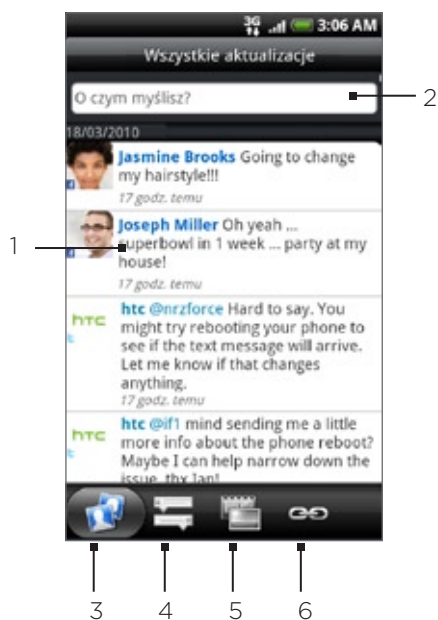 3G 3:06 AM
Wszystkie aktualizacje
O czym myślisz?
2
18/03/2010
Jasmine Brooks Going to change
my hairstyle!!!
17 godz. temu
Joseph Miller Oh yeah ...
1
superbowl in 1 week ... party at my
house!
17 godz. temu
htc
htc @nrzforce Hard to say. You
might try rebooting your phone to
see if the text message will arrive.
Let me know if that changes
anything.
17 godz. temu
htc
htc @if1 mind sending me a little
more info about the phone reboot?
Maybe I can help narrow down the
issue. thx Ian!
3 4 5 6